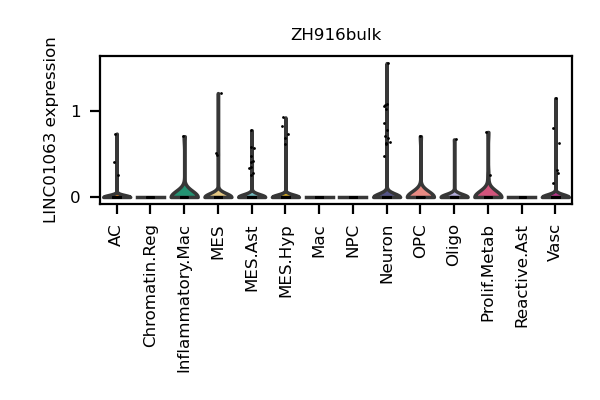 ZH916bulk
LINC01063 expression
1
0
AC
Chromatin.Reg
Inflammatory.Mac
MES
MES.Ast
MES.Hyp
Mac
NPC
Neuron
OPC
Oligo
Prolif.Metab
Reactive.Ast
Vasc